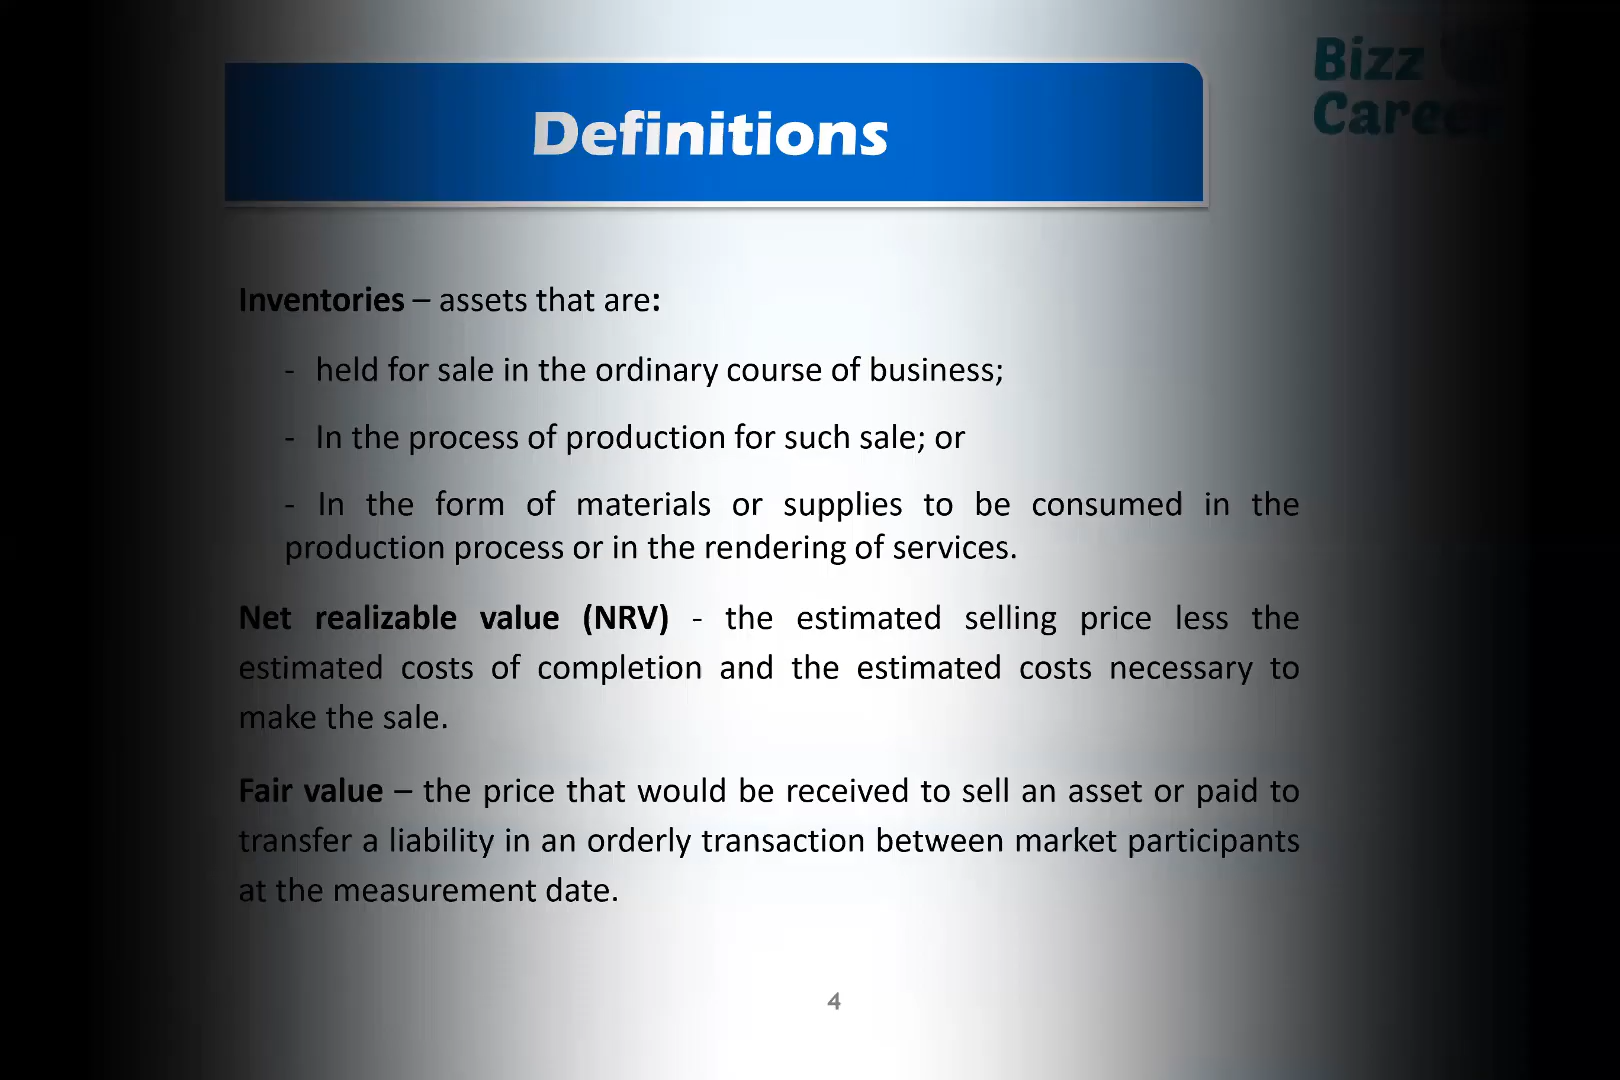 Bizz
Career
Definitions
Inventories – assets that are:
- held for sale in the ordinary course of business;
- In the process of production for such sale; or
- In the form of materials or supplies to be consumed in the
production process or in the rendering of services.
Net realizable value (NRV) - the estimated selling price less the
estimated costs of completion and the estimated costs necessary to
make the sale.
Fair value – the price that would be received to sell an asset or paid to
transfer a liability in an orderly transaction between market participants
at the measurement date.
4